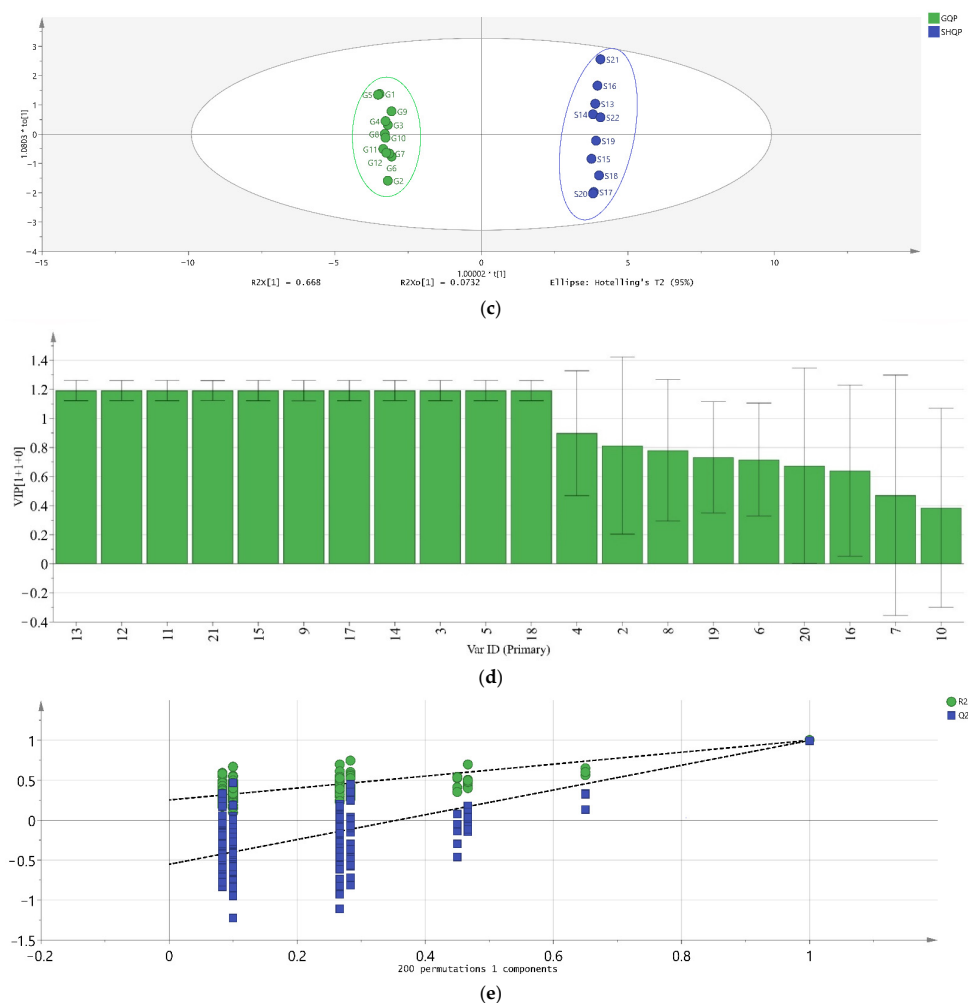 GQP
SHQP
3
2
1
0
−1
−2
−3
−4
1.0803 * to[1]
S21
S16
S13
S14
S22
S19
S15
S18
S20
S17
G5
G1
G9
G4
G3
G8
G10
G11
G7
G12
G6
G2
−15
−10
−5
0
5
10
1.00002 * t[1]
R2X[1] = 0.668
R2Xo[1] = 0.0732
Ellipse: Hotelling's T2 (95%)
(c)
1.4
1.2
1.0
0.8
0.6
0.4
0.2
0
−0.2
−0.4
VIP[1+1+0]
13 12 11 21 15 9 17 14 3 5 18 4 2 8 19 6 20 16 7 10
Var ID (Primary)
(d)
R2
Q2
1
0.5
0
−0.5
−1
−1.5
−0.2 0 0.2 0.4 0.6 0.8 1
200 permutations 1 components
(e)